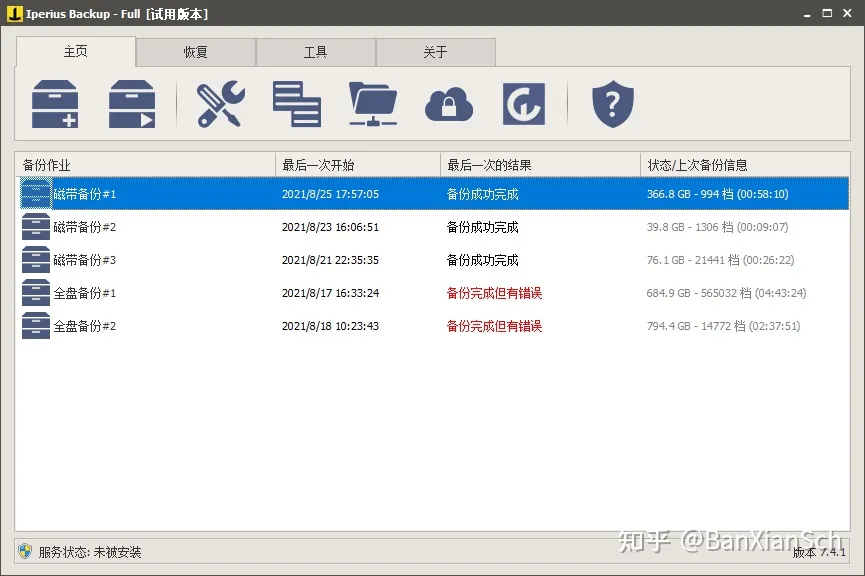 Iperius Backup - Full [试用版本]
主页 恢复 工具 关于
备份作业 最后一次开始 最后一次的结果 状态/上次备份信息
磁带备份#1 2021/8/25 17:57:05 备份成功完成 366.8 GB - 994 档 (00:58:10)
磁带备份#2 2021/8/23 16:06:51 备份成功完成 39.8 GB - 1306 档 (00:09:07)
磁带备份#3 2021/8/21 22:35:35 备份成功完成 76.1 GB - 21441 档 (00:26:22)
全盘备份#1 2021/8/17 16:33:24 备份完成但有错误 684.9 GB - 565032 档 (04:43:24)
全盘备份#2 2021/8/18 10:23:43 备份完成但有错误 794.4 GB - 14772 档 (02:37:51)
知乎 @BanXianSch
服务状态: 未被安装 版本 7.4.1